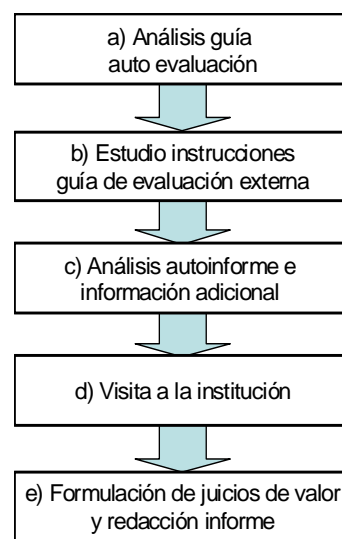 a) Análisis guía
auto evaluación
b) Estudio instrucciones
guía de evaluación externa
c) Análisis autoinforme e
información adicional
d) Visita a la institución
e) Formulación de juicios de valor
y redacción informe